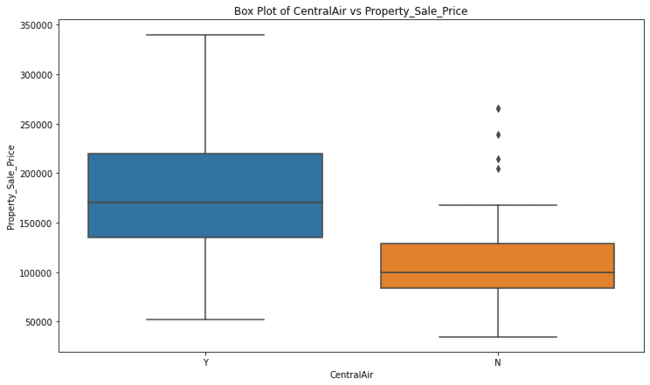 Box Plot of CentralAir vs Property_Sale_Price
350000
300000
250000
200000
150000
100000
50000
Property_Sale_Price
Y
N
CentralAir